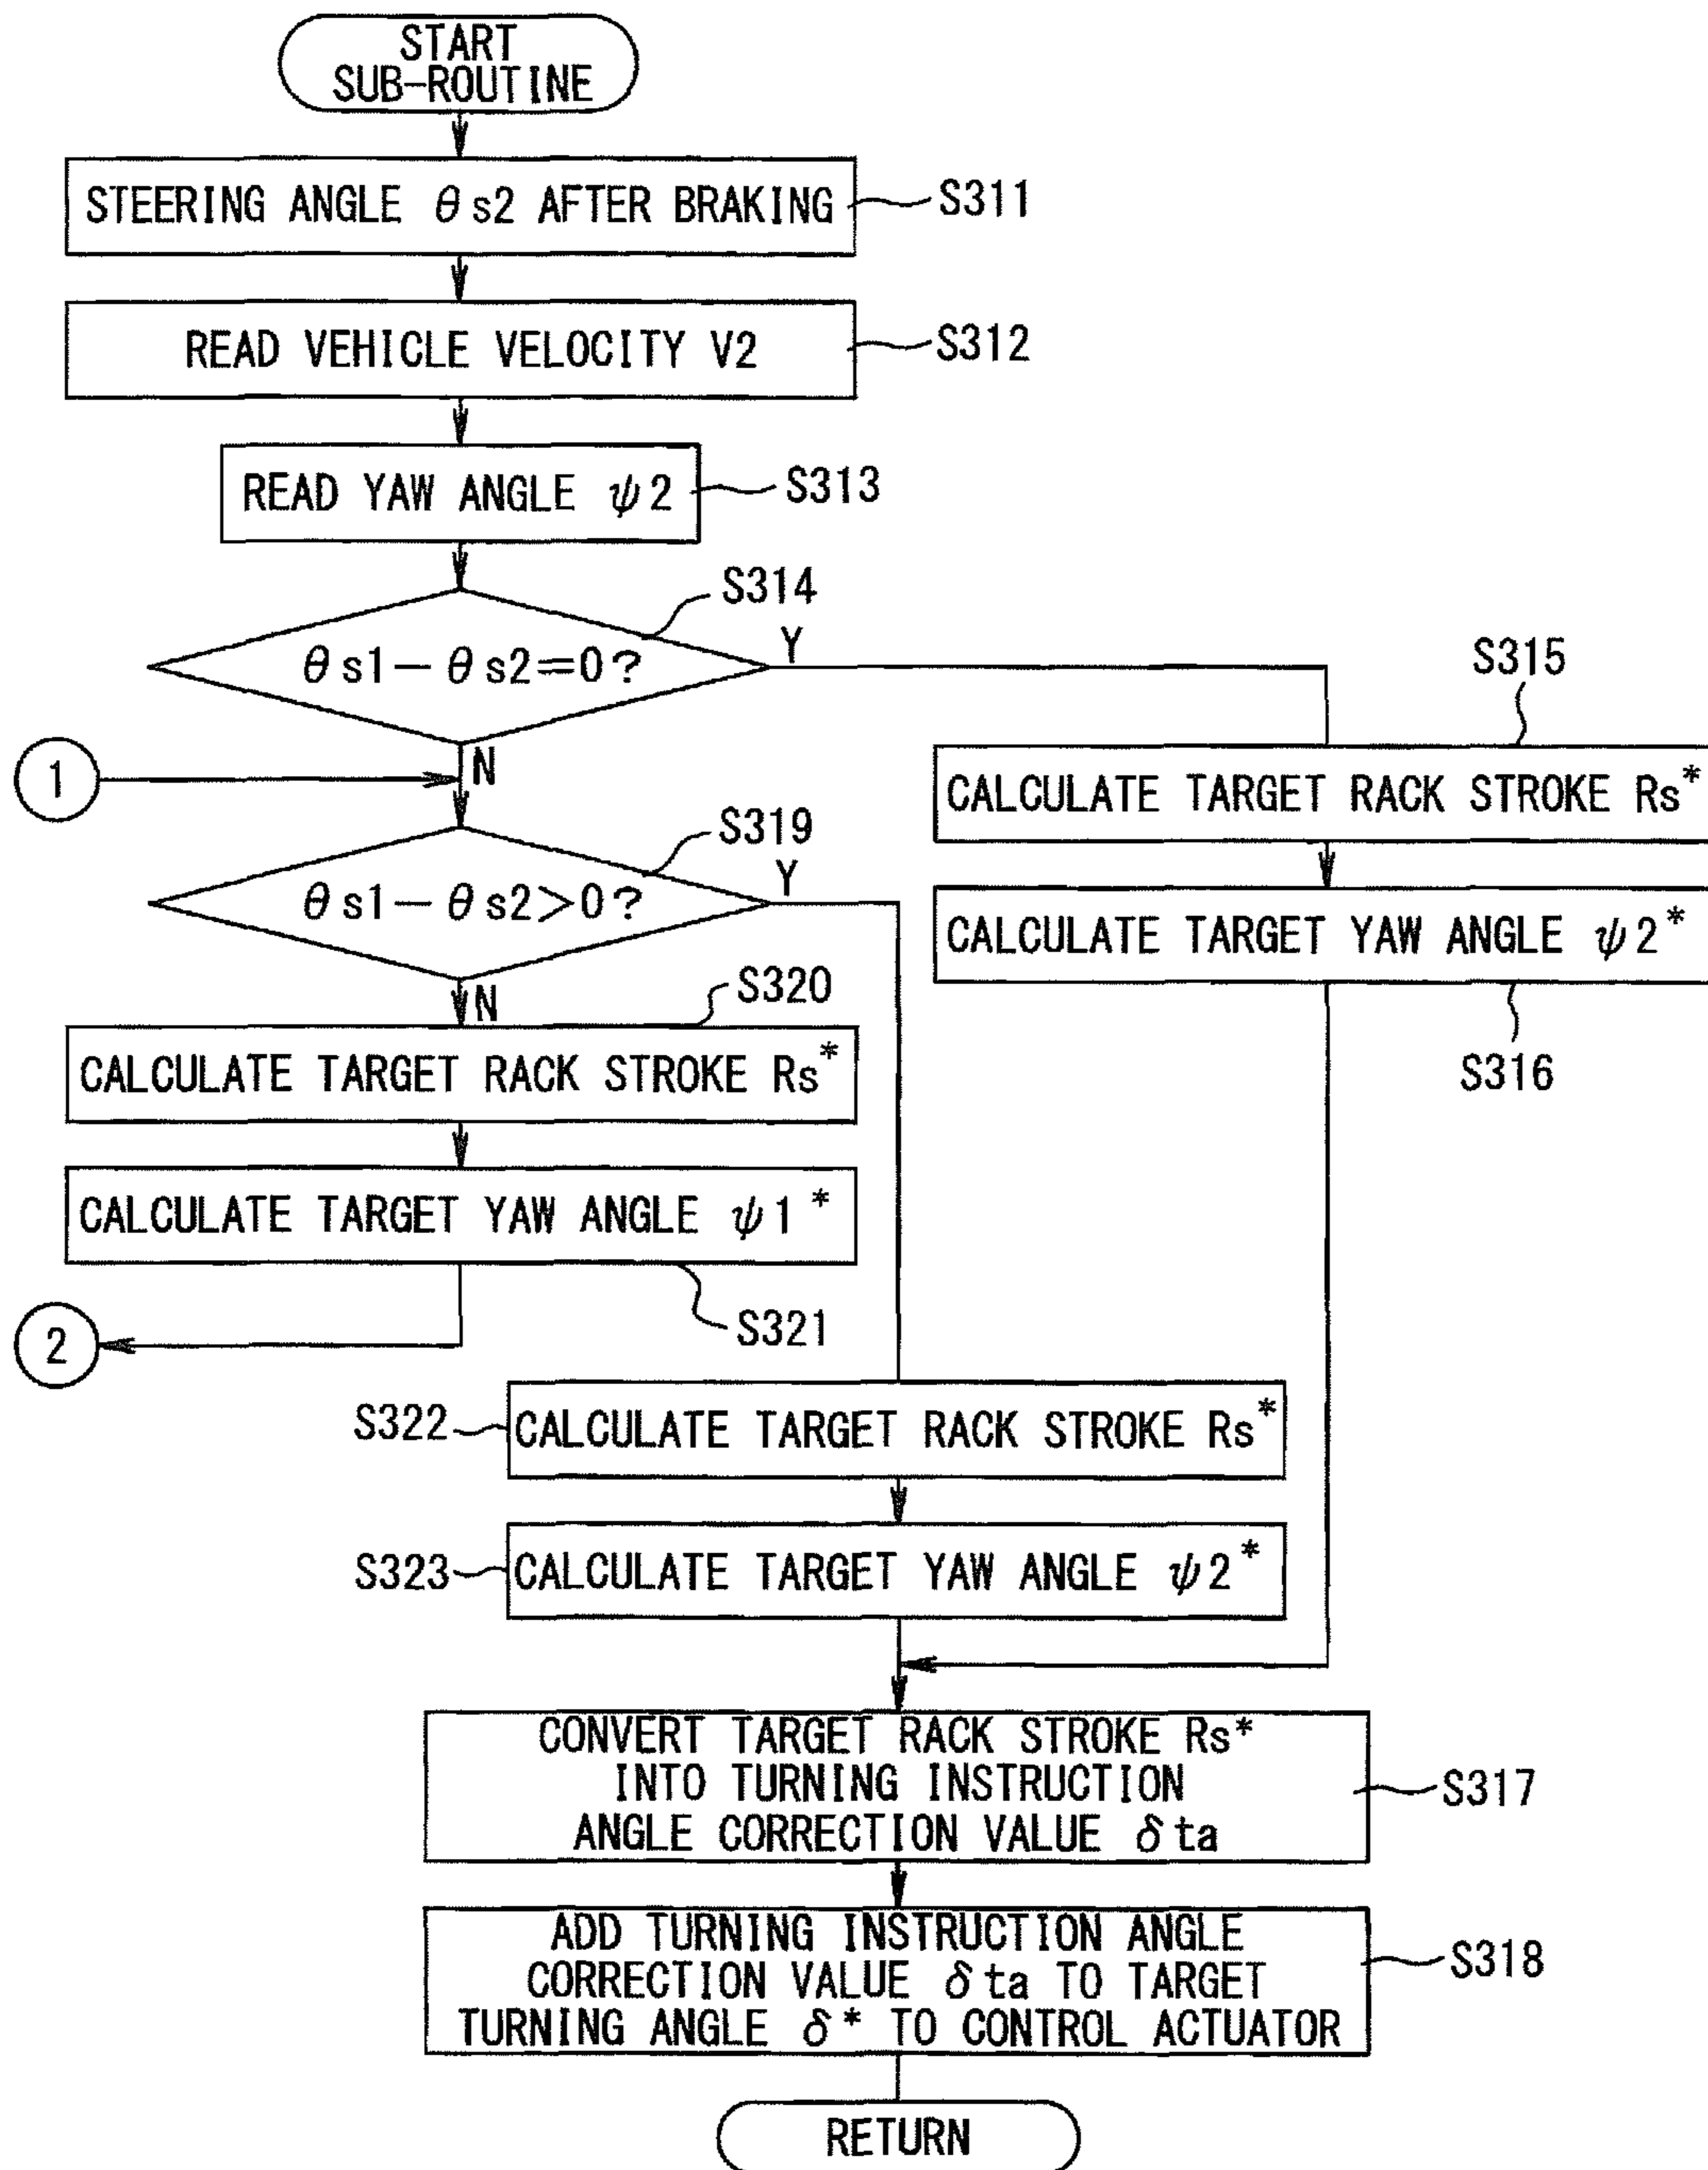 START
SUB-ROUTINE
STEERING ANGLE θs2 AFTER BRAKING
S311
READ VEHICLE VELOCITY V2
S312
READ YAW ANGLE ψ2
S313
S314
θs1-θs2=0?
Y
N
1
S315
CALCULATE TARGET RACK STROKE Rs*
CALCULATE TARGET YAW ANGLE ψ2*
S316
S319
θs1-θs2>0?
Y
N
S320
CALCULATE TARGET RACK STROKE Rs*
CALCULATE TARGET YAW ANGLE ψ1*
S321
2
S322
CALCULATE TARGET RACK STROKE Rs*
S323
CALCULATE TARGET YAW ANGLE ψ2*
CONVERT TARGET RACK STROKE Rs*
INTO TURNING INSTRUCTION
ANGLE CORRECTION VALUE δta
S317
ADD TURNING INSTRUCTION ANGLE
CORRECTION VALUE δta TO TARGET
TURNING ANGLE δ* TO CONTROL ACTUATOR
S318
RETURN